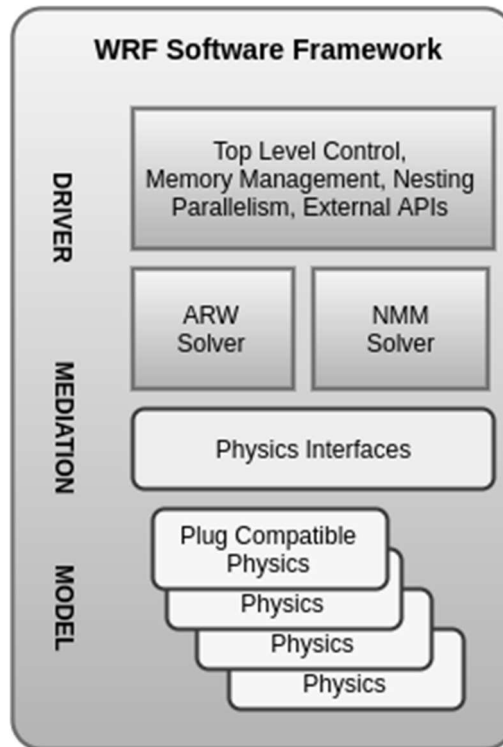 WRF Software Framework
DRIVER
Top Level Control,
Memory Management, Nesting
Parallelism, External APIs
ARW
Solver
NMM
Solver
MEDIATION
Physics Interfaces
MODEL
Plug Compatible
Physics
Physics
Physics
Physics